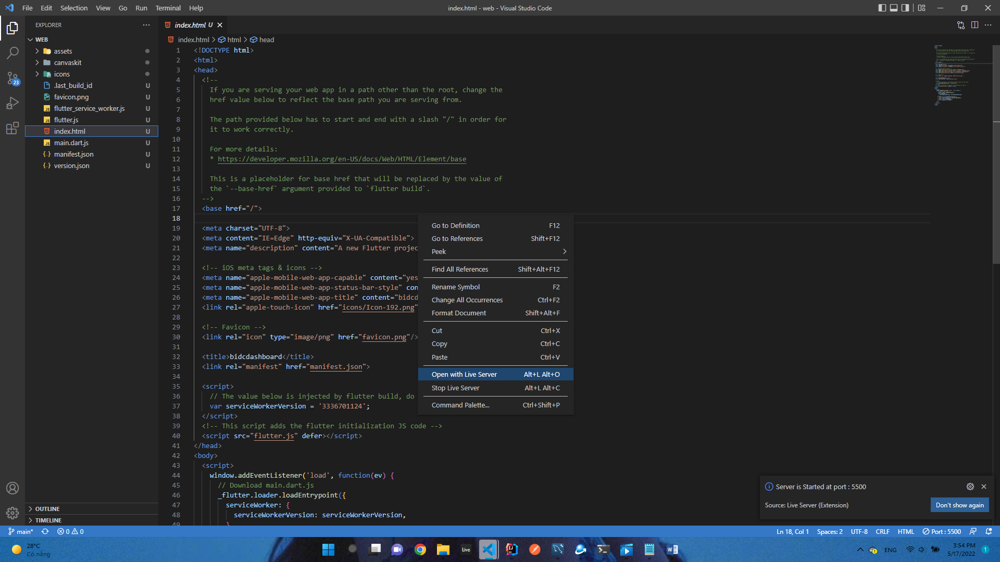 File Edit Selection View Go Run Terminal Help
index.html - web - Visual Studio Code
EXPLORER
index.html U
WEB
index.html > html > head
assets
canvaskit
icons
.last_build_id U
favicon.png U
flutter_service_worker.js U
flutter.js U
index.html U
main.dart.js U
manifest.json U
version.json U
23
OUTLINE
TIMELINE
1 <!DOCTYPE html>
2 <html>
3 <head>
4 <!--
5 If you are serving your web app in a path other than the root, change the
6 href value below to reflect the base path you are serving from.
7
8 The path provided below has to start and end with a slash "/" in order for
9 it to work correctly.
10
11 For more details:
12 * https://developer.mozilla.org/en-US/docs/Web/HTML/Element/base
13
14 This is a placeholder for base href that will be replaced by the value of
15 the `--base-href` argument provided to `flutter build`.
16 -->
17 <base href="/">
18
19 <meta charset="UTF-8">
20 <meta content="IE=Edge" http-equiv="X-UA-Compatible">
21 <meta name="description" content="A new Flutter projec
22
23 <!-- iOS meta tags & icons -->
24 <meta name="apple-mobile-web-app-capable" content="yes
25 <meta name="apple-mobile-web-app-status-bar-style" con
26 <meta name="apple-mobile-web-app-title" content="bidcd
27 <link rel="apple-touch-icon" href="icons/Icon-192.png"
28
29 <!-- Favicon -->
30 <link rel="icon" type="image/png" href="favicon.png"/>
31
32 <title>bidcdashboard</title>
33 <link rel="manifest" href="manifest.json">
34
35 <script>
36 // The value below is injected by flutter build, do
37 var serviceWorkerVersion = '3336701124';
38 </script>
39 <!-- This script adds the flutter initialization JS code -->
40 <script src="flutter.js" defer></script>
41 </head>
42 <body>
43 <script>
44 window.addEventListener('load', function(ev) {
45 // Download main.dart.js
46 _flutter.loader.loadEntrypoint({
47 serviceWorker: {
48 serviceWorkerVersion: serviceWorkerVersion,
49 }
Go to Definition F12
Go to References Shift+F12
Peek
Find All References Shift+Alt+F12
Rename Symbol F2
Change All Occurrences Ctrl+F2
Format Document Shift+Alt+F
Cut Ctrl+X
Copy Ctrl+C
Paste Ctrl+V
Open with Live Server Alt+L Alt+O
Stop Live Server Alt+L Alt+C
Command Palette... Ctrl+Shift+P
Server is Started at port : 5500
Source: Live Server (Extension)
Don't show again
main* 0 0
Ln 18, Col 1 Spaces: 2 UTF-8 CRLF HTML Port : 5500
28°C
Có nắng
Live
ENG
3:54 PM
5/17/2022
1